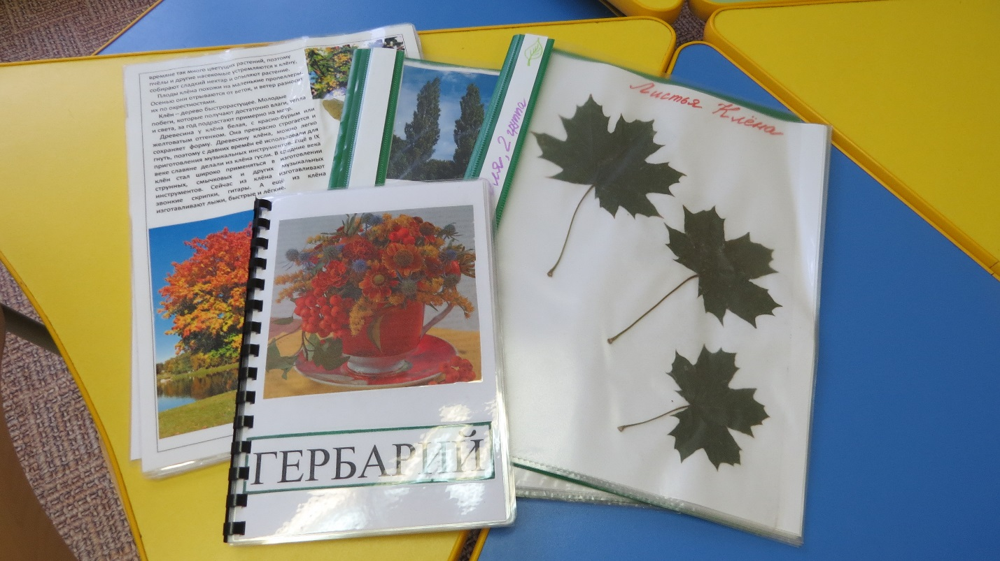 времяне так много цветущих растений, поэтому
пчёлы и другие насекомые устремляются к клёну,
собирают сладкий нектар и опыляют растение.
Плоды клёна похожи на маленькие пропеллеры.
Осенью они отрываются от веток, и ветер разносит
их по окрестностями.
Клён – дерево быстрорастущее. Молодые
побеги, которые получают достаточно влаги, тепла
и света, за год подрастают примерно на метр.
Древесина у клёна белая, с красно-бурым или
желтоватым оттенком. Она прекрасно строгается и
сохраняет форму. Древесину клёна, можно легко
гнуть, поэтому с давних времён её использовали для
приготовления музыкальных инструментов. Ещё в IX
веке славяне делали из клёна гусли. В средние века
клён стал широко применяться в изготовлении
струнных, смычковых и других музыкальных
инструментов. Сейчас из клёна изготавливают
звонкие скрипки, гитары. А ещё из клёна
изготавливают лыжи, быстрые и лёгкие.
2 группа
Листья Клёна
ГЕРБАРИЙ